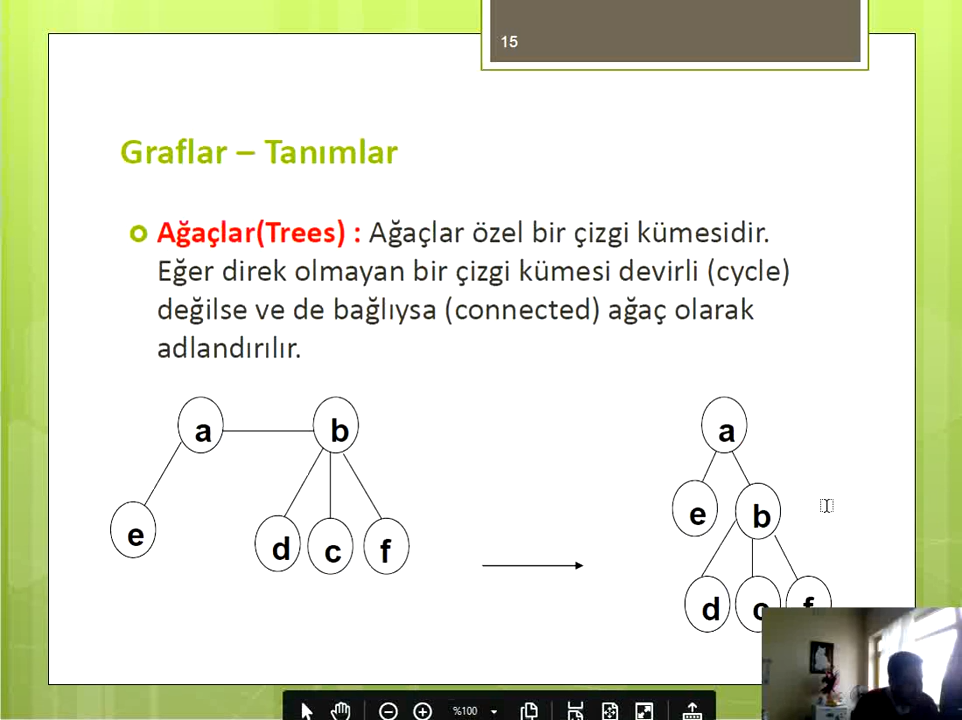 15
Graflar – Tanımlar
Ağaçlar(Trees) : Ağaçlar özel bir çizgi kümesidir.
Eğer direk olmayan bir çizgi kümesi devirli (cycle)
değilse ve de bağlıysa (connected) ağaç olarak
adlandırılır.
a b
e d c f
a
e b
d c f
%100